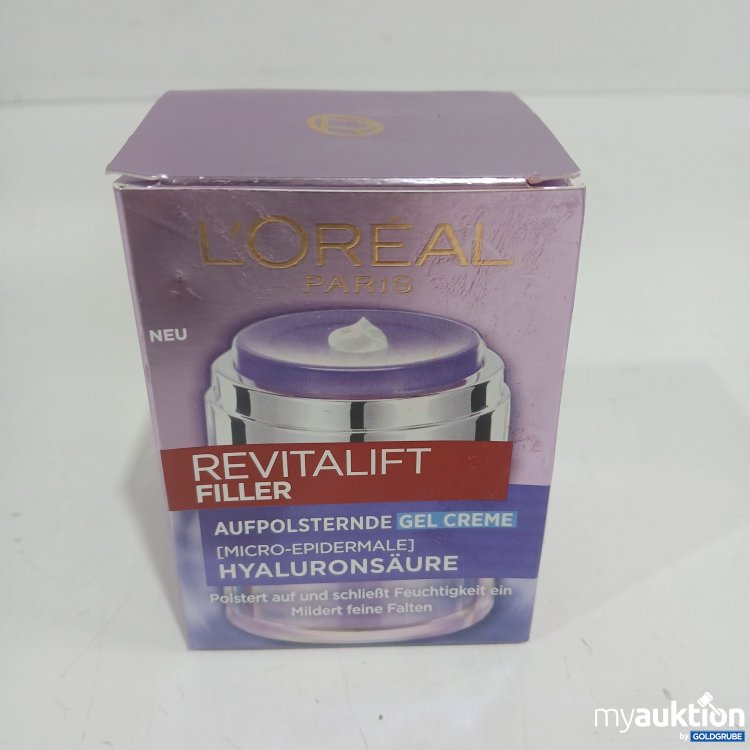 L'ORÉAL
PARIS
NEU
REVITALIFT
FILLER
AUFPOLSTERNDE GEL CREME
[MICRO-EPIDERMALE]
HYALURONSÄURE
Polstert auf und schließt Feuchtigkeit ein
Mildert feine Falten
myauktion
by GOLDGRUBE